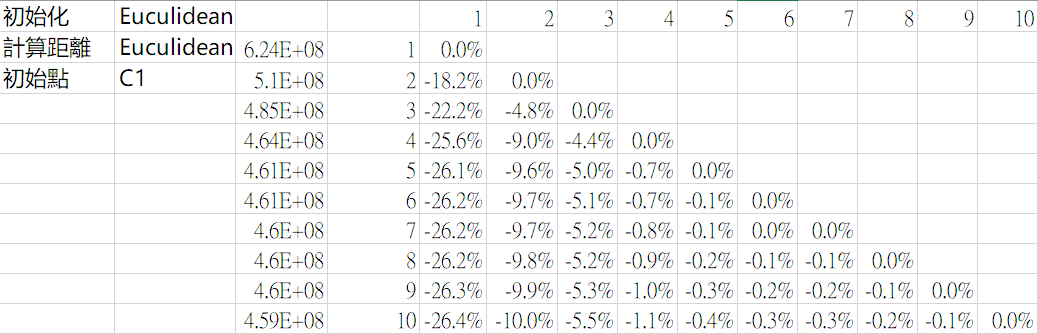 初始化 Euculidean 1 2 3 4 5 6 7 8 9 10
計算距離 Euculidean 6.24E+08 1 0.0%
初始點 C1 5.1E+08 2 -18.2% 0.0%
4.85E+08 3 -22.2% -4.8% 0.0%
4.64E+08 4 -25.6% -9.0% -4.4% 0.0%
4.61E+08 5 -26.1% -9.6% -5.0% -0.7% 0.0%
4.61E+08 6 -26.2% -9.7% -5.1% -0.7% -0.1% 0.0%
4.6E+08 7 -26.2% -9.7% -5.2% -0.8% -0.1% 0.0% 0.0%
4.6E+08 8 -26.2% -9.8% -5.2% -0.9% -0.2% -0.1% -0.1% 0.0%
4.6E+08 9 -26.3% -9.9% -5.3% -1.0% -0.3% -0.2% -0.2% -0.1% 0.0%
4.59E+08 10 -26.4% -10.0% -5.5% -1.1% -0.4% -0.3% -0.3% -0.2% -0.1% 0.0%